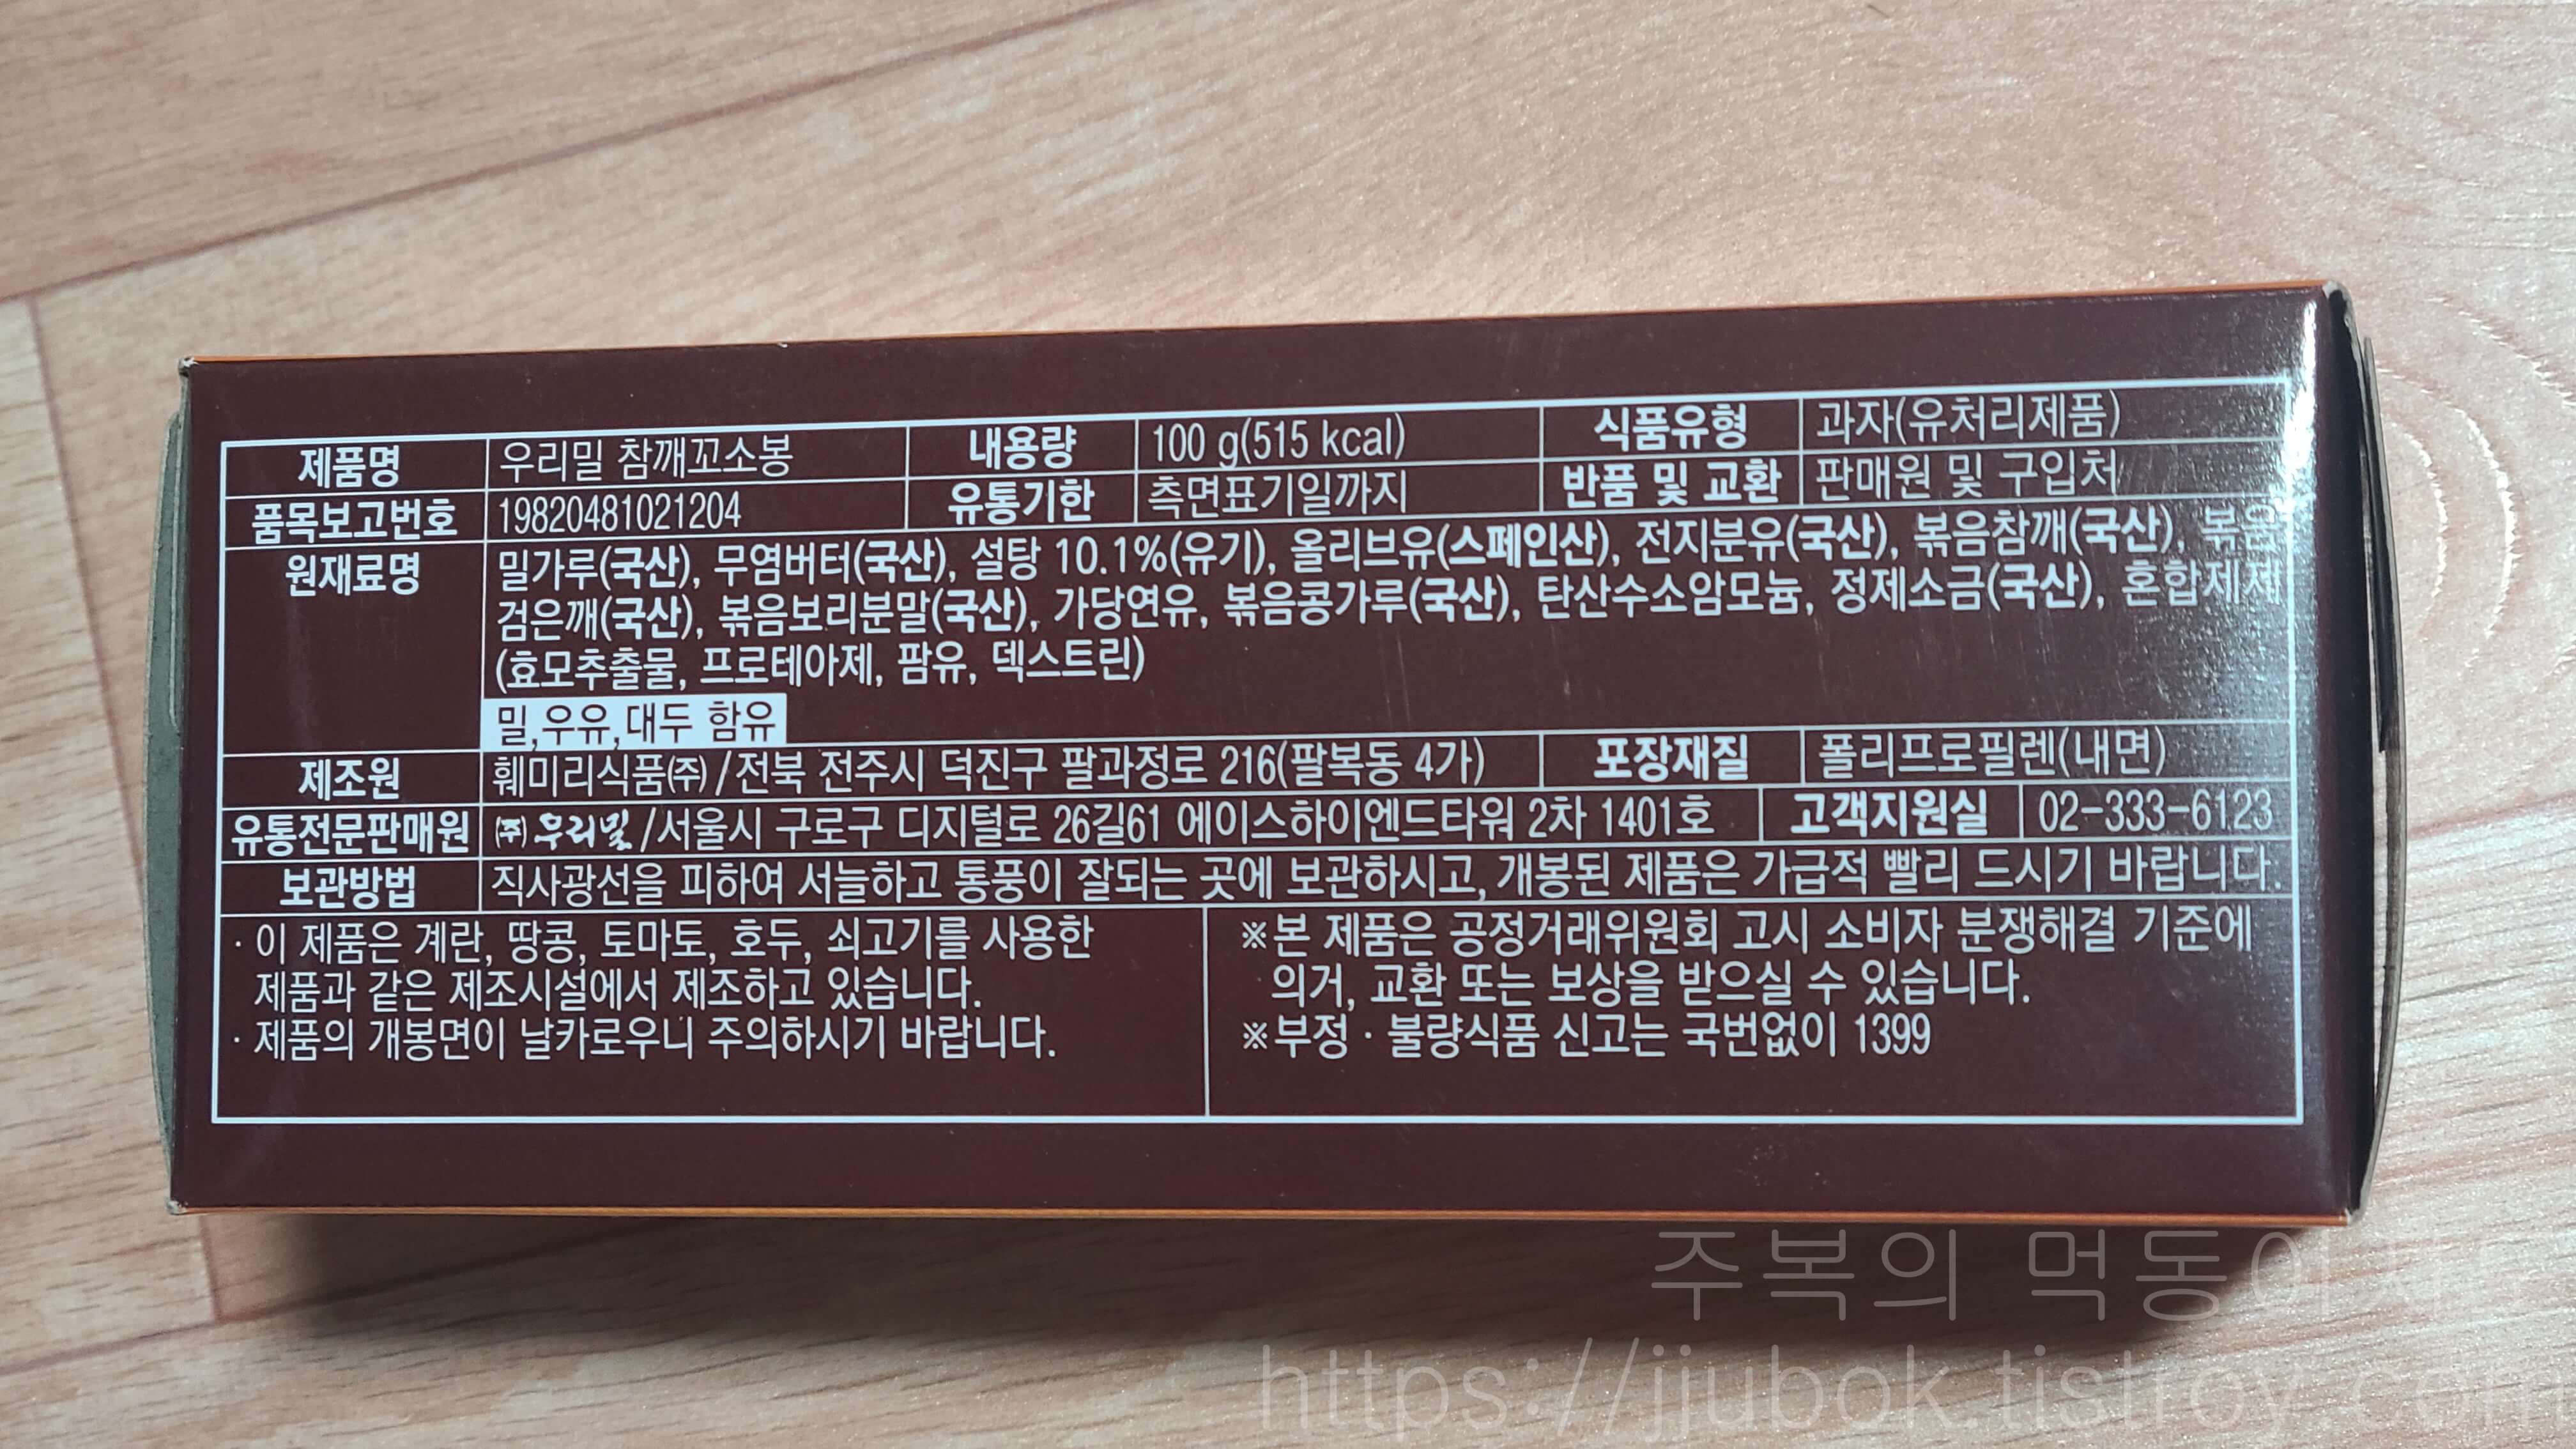 제품명 우리밀 참깨꼬소봉 내용량 100 g(515 kcal) 식품유형 과자(유처리제품)
품목보고번호 19820481021204 유통기한 측면표기일까지 반품 및 교환 판매원 및 구입처
원재료명 밀가루(국산), 무염버터(국산), 설탕 10.1%(유기), 올리브유(스페인산), 전지분유(국산), 볶음참깨(국산), 볶음
검은깨(국산), 볶음보리분말(국산), 가당연유, 볶음콩가루(국산), 탄산수소암모늄, 정제소금(국산), 혼합제제
(효모추출물, 프로테아제, 팜유, 덱스트린)
밀,우유,대두 함유
제조원 훼미리식품㈜/전북 전주시 덕진구 팔과정로 216(팔복동 4가) 포장재질 폴리프로필렌(내면)
유통전문판매원 ㈜우리밀/서울시 구로구 디지털로 26길61 에이스하이엔드타워 2차 1401호 고객지원실 02-333-6123
보관방법 직사광선을 피하여 서늘하고 통풍이 잘되는 곳에 보관하시고, 개봉된 제품은 가급적 빨리 드시기 바랍니다.
· 이 제품은 계란, 땅콩, 토마토, 호두, 쇠고기를 사용한
제품과 같은 제조시설에서 제조하고 있습니다.
· 제품의 개봉면이 날카로우니 주의하시기 바랍니다.
※본 제품은 공정거래위원회 고시 소비자 분쟁해결 기준에
의거, 교환 또는 보상을 받으실 수 있습니다.
※부정 · 불량식품 신고는 국번없이 1399
주복의
https://jjubok.tistroy.com